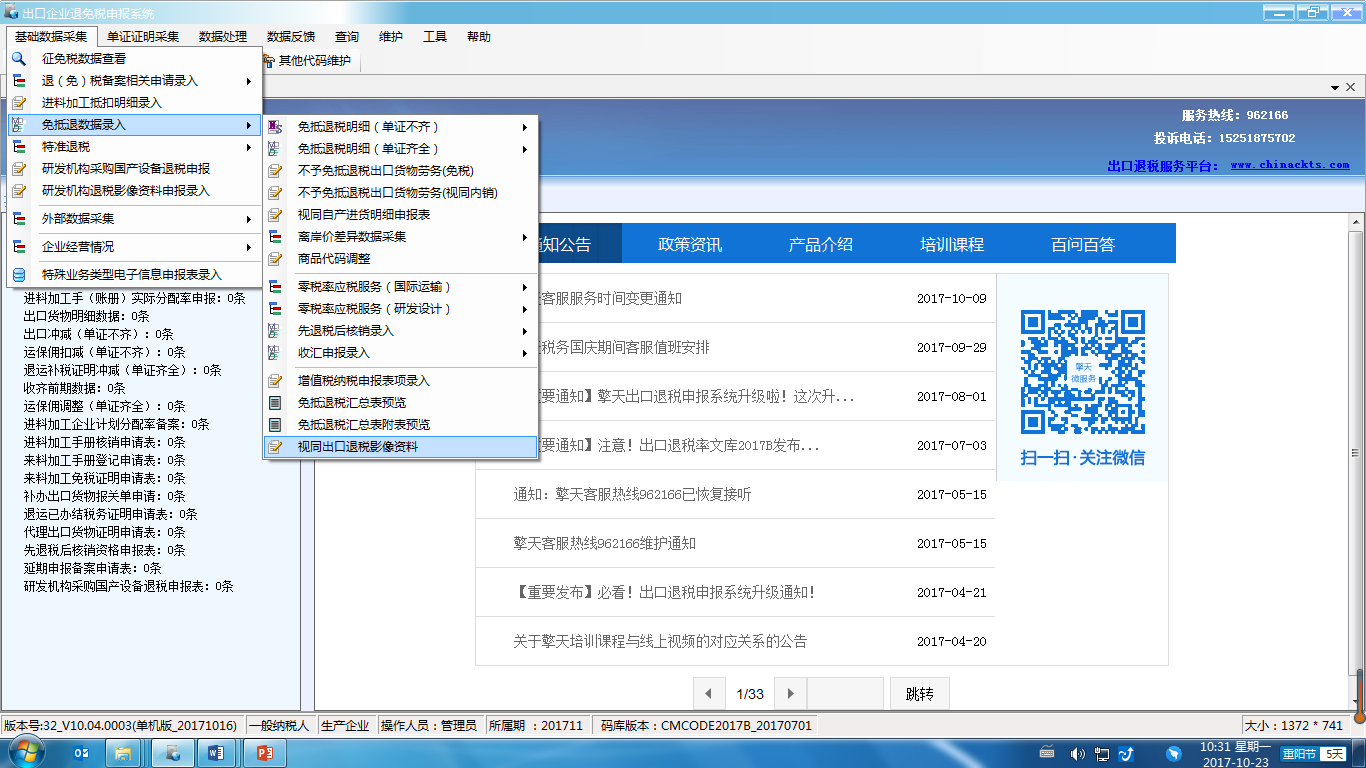 出口企业退免税申报系统
基础数据采集 单证证明采集 数据处理 数据反馈 查询 维护 工具 帮助
其他代码维护
征免税数据查看
退（免）税备案相关申请录入
进料加工抵扣明细录入
免抵退数据录入
特准退税
研发机构采购国产设备退税申报
研发机构退税影像资料申报录入
外部数据采集
企业经营情况
特殊业务类型电子信息申报表录入
免抵退税明细（单证不齐）
免抵退税明细（单证齐全）
不予免抵退税出口货物劳务(免税)
不予免抵退税出口货物劳务(视同内销)
视同自产进货明细申报表
离岸价差异数据采集
商品代码调整
零税率应税服务（国际运输）
零税率应税服务（研发设计）
先退税后核销录入
收汇申报录入
增值税纳税申报表项录入
免抵退税汇总表预览
免抵退税汇总表附表预览
视同出口退税影像资料
服务热线：962166
投诉电话：15251875702
出口退税服务平台： www.chinackts.com
进料加工手（账册）实际分配率申报：0条
出口货物明细数据：0条
出口冲减（单证不齐）：0条
运保佣扣减（单证不齐）：0条
退运补税证明冲减（单证齐全）：0条
收齐前期数据：0条
运保佣调整（单证齐全）：0条
进料加工企业计划分配率备案：0条
进料加工手册核销申请表：0条
来料加工手册登记申请表：0条
来料加工免税证明申请表：0条
补办出口货物报关单申请：0条
退运已办结税务证明申请表：0条
代理出口货物证明申请表：0条
先退税后核销资格申报表：0条
延期申报备案申请表：0条
研发机构采购国产设备退税申报表：0条
知公告 政策资讯 产品介绍 培训课程 百问百答
客服服务时间变更通知 2017-10-09
税务国庆期间客服值班安排 2017-09-29
要通知】擎天出口退税申报系统升级啦！这次升... 2017-08-01
要通知】注意！出口退税率文库2017B发布... 2017-07-03
通知：擎天客服热线962166已恢复接听 2017-05-15
擎天客服热线962166维护通知 2017-05-15
【重要发布】必看！出口退税申报系统升级通知！ 2017-04-21
关于擎天培训课程与线上视频的对应关系的公告 2017-04-20
擎天
微服务
扫一扫·关注微信
1/33 跳转
版本号:32_V10.04.0003(单机版_20171016) 一般纳税人 生产企业 操作人员：管理员 所属期 ：201711 码库版本：CMCODE2017B_20170701 大小：1372 * 741
10:31 星期一
2017-10-23
重阳节 5天